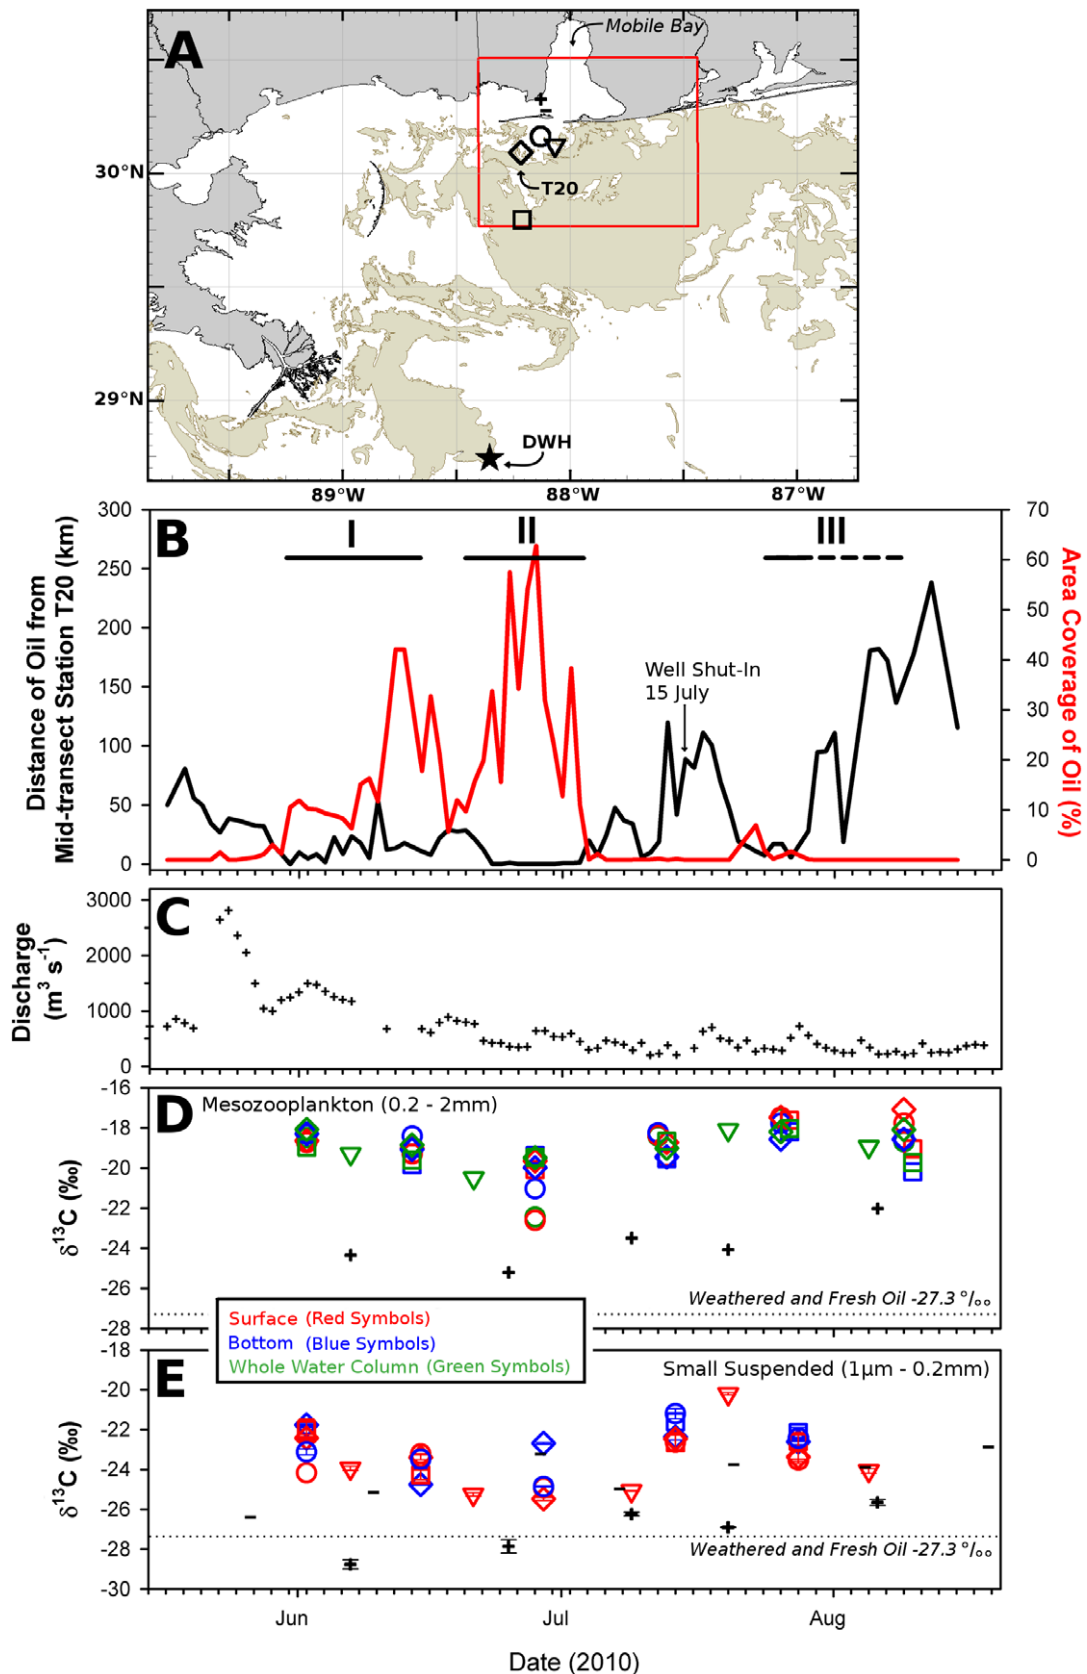 A
Mobile Bay
30°N
T20
29°N
DWH
89°W
88°W
87°W
B
I
II
III
300
250
200
150
100
50
0
Distance of Oil from
Mid-transect Station T20 (km)
70
60
50
40
30
20
10
0
Area Coverage of Oil (%)
Well Shut-In
15 July
C
3000
2000
1000
0
Discharge
(m³ s⁻¹)
D
Mesozooplankton (0.2 - 2mm)
-16
-18
-20
-22
-24
-26
-28
δ¹³C (‰)
Weathered and Fresh Oil -27.3 °/₀₀
Surface (Red Symbols)
Bottom (Blue Symbols)
Whole Water Column (Green Symbols)
E
Small Suspended (1µm - 0.2mm)
-18
-20
-22
-24
-26
-28
-30
δ¹³C (‰)
Weathered and Fresh Oil -27.3 °/₀₀
Jun
Jul
Aug
Date (2010)